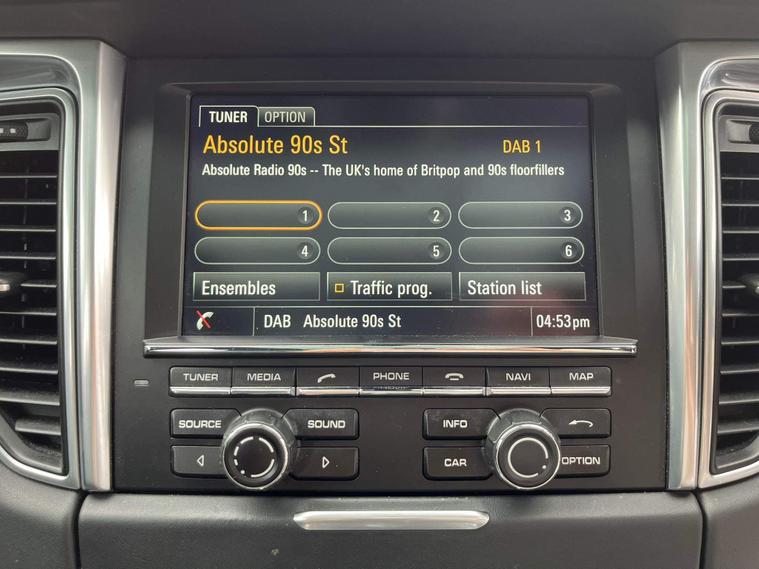 TUNER OPTION
Absolute 90s St DAB 1
Absolute Radio 90s -- The UK's home of Britpop and 90s floorfillers
1 2 3
4 5 6
Ensembles Traffic prog. Station list
DAB Absolute 90s St 04:53pm
TUNER MEDIA PHONE NAVI MAP
SOURCE SOUND INFO
CAR OPTION